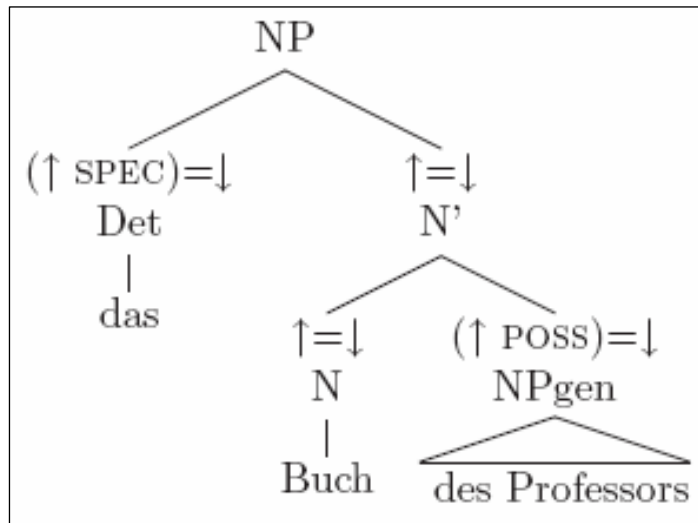 NP
(↑ SPEC)=↓ ↑=↓
Det N'
das
↑=↓ (↑ POSS)=↓
N NPgen
Buch des Professors